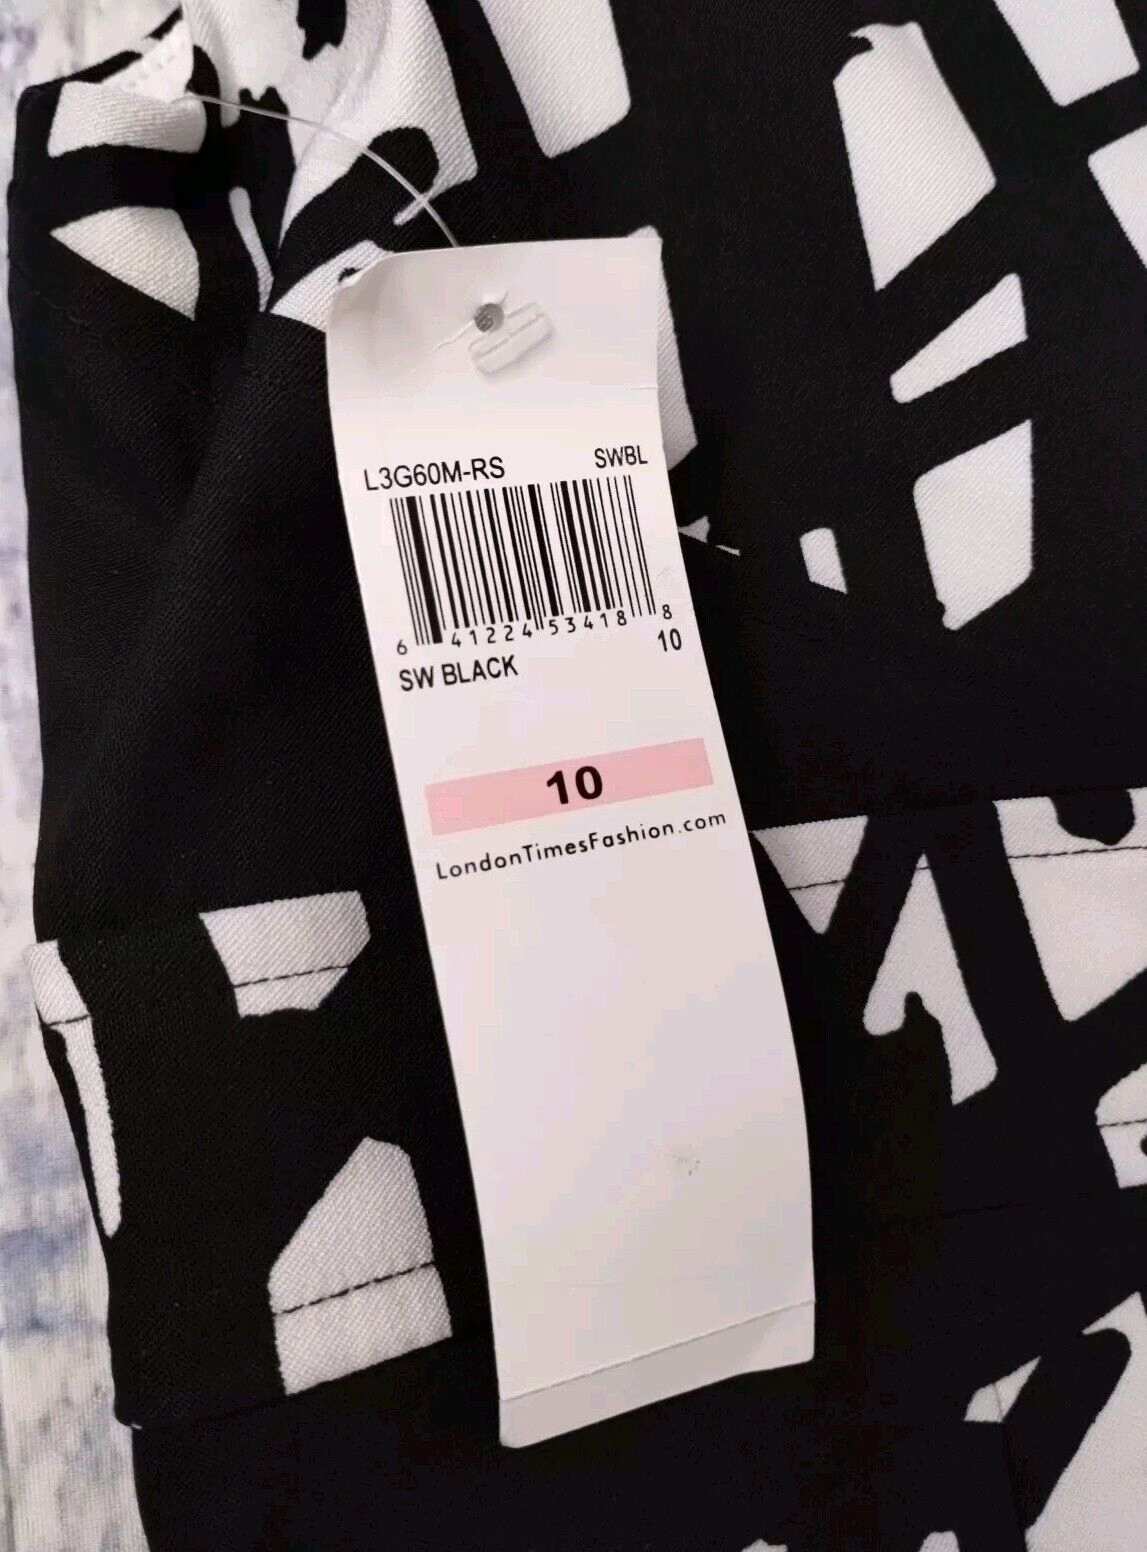 L3G60M-RS SWBL
6 41224 53418 8
SW BLACK 10
10
LondonTimesFashion.com